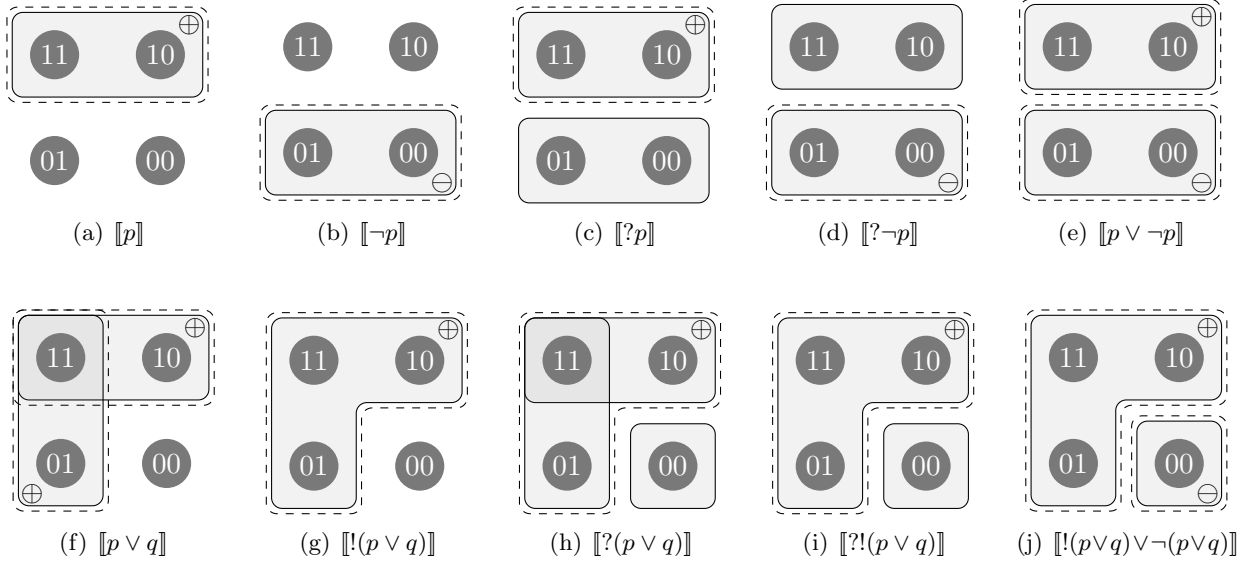 11 10 ⊕ 11 10 11 10 ⊕ 11 10 11 10 ⊕
01 00 01 00 ⊖ 01 00 01 00 ⊖ 01 00 ⊖
(a) ⟦p⟧ (b) ⟦¬p⟧ (c) ⟦?p⟧ (d) ⟦?¬p⟧ (e) ⟦p ∨ ¬p⟧
11 10 ⊕ 11 10 ⊕ 11 10 ⊕ 11 10 ⊕ 11 10 ⊕
⊕ 01 00 01 00 01 00 01 00 01 00 ⊖
(f) ⟦p ∨ q⟧ (g) ⟦!(p ∨ q)⟧ (h) ⟦?(p ∨ q)⟧ (i) ⟦?!(p ∨ q)⟧ (j) ⟦!(p∨q)∨¬(p∨q)⟧